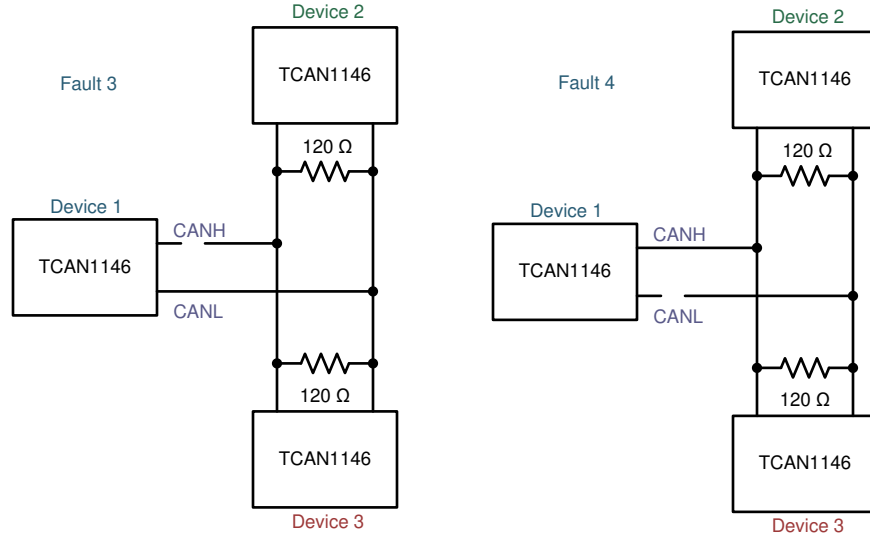 Device 2
TCAN1146
Fault 3
120 Ω
Device 1
CANH
TCAN1146
CANL
120 Ω
TCAN1146
Device 3
Device 2
TCAN1146
Fault 4
120 Ω
Device 1
CANH
TCAN1146
CANL
120 Ω
TCAN1146
Device 3